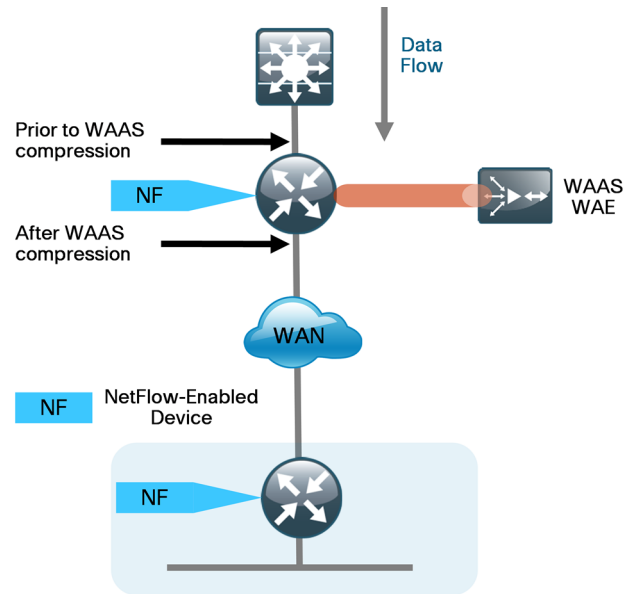 Data
Flow
Prior to WAAS
compression
NF
WAAS
WAE
After WAAS
compression
WAN
NF
NetFlow-Enabled
Device
NF